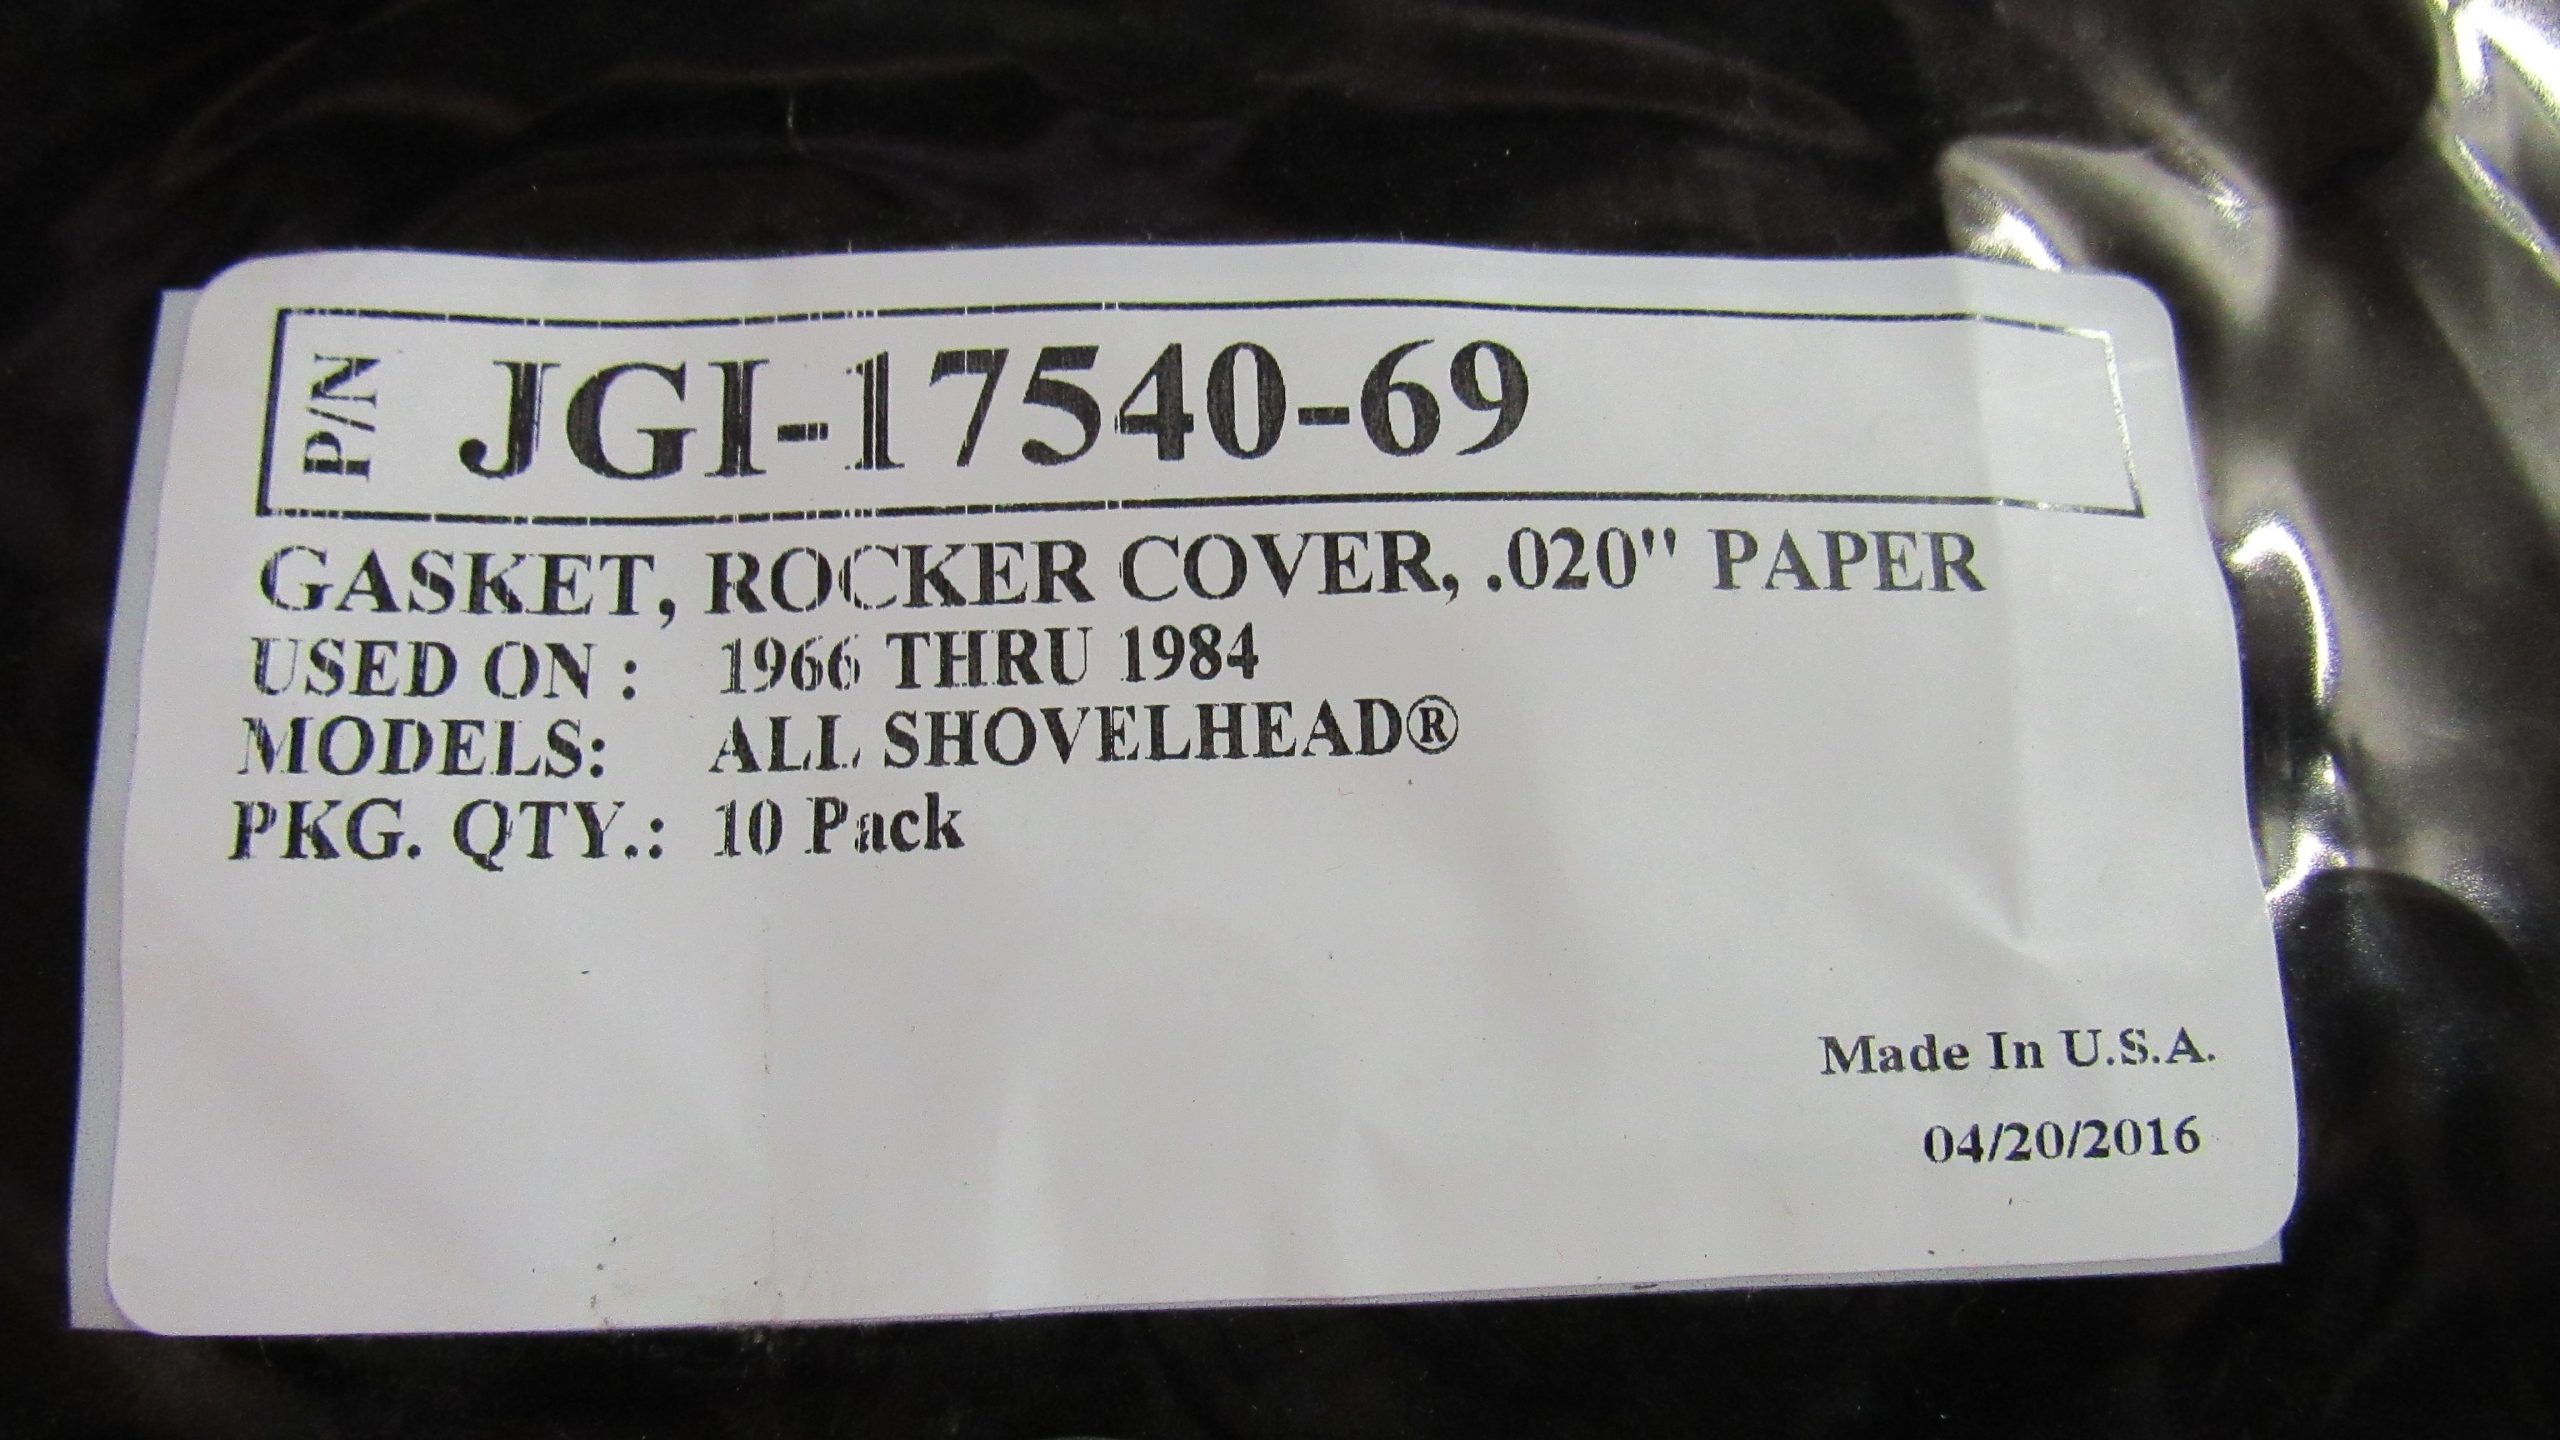 P/N JGI-17540-69
GASKET, ROCKER COVER, .020" PAPER
USED ON : 1966 THRU 1984
MODELS: ALL SHOVELHEAD®
PKG. QTY.: 10 Pack
Made In U.S.A.
04/20/2016